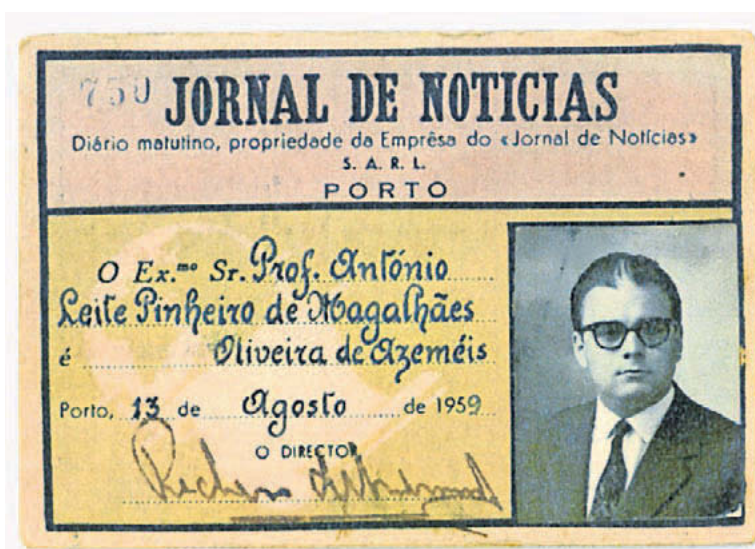 750 JORNAL DE NOTICIAS
Diário matutino, propriedade da Emprêsa do «Jornal de Notícias»
S. A. R. L.
PORTO
O Ex.mo Sr. Prof. António
Leite Pinheiro de Magalhães
é Oliveira de Azeméis
Porto, 13 de Agosto de 1959
O DIRECTOR,